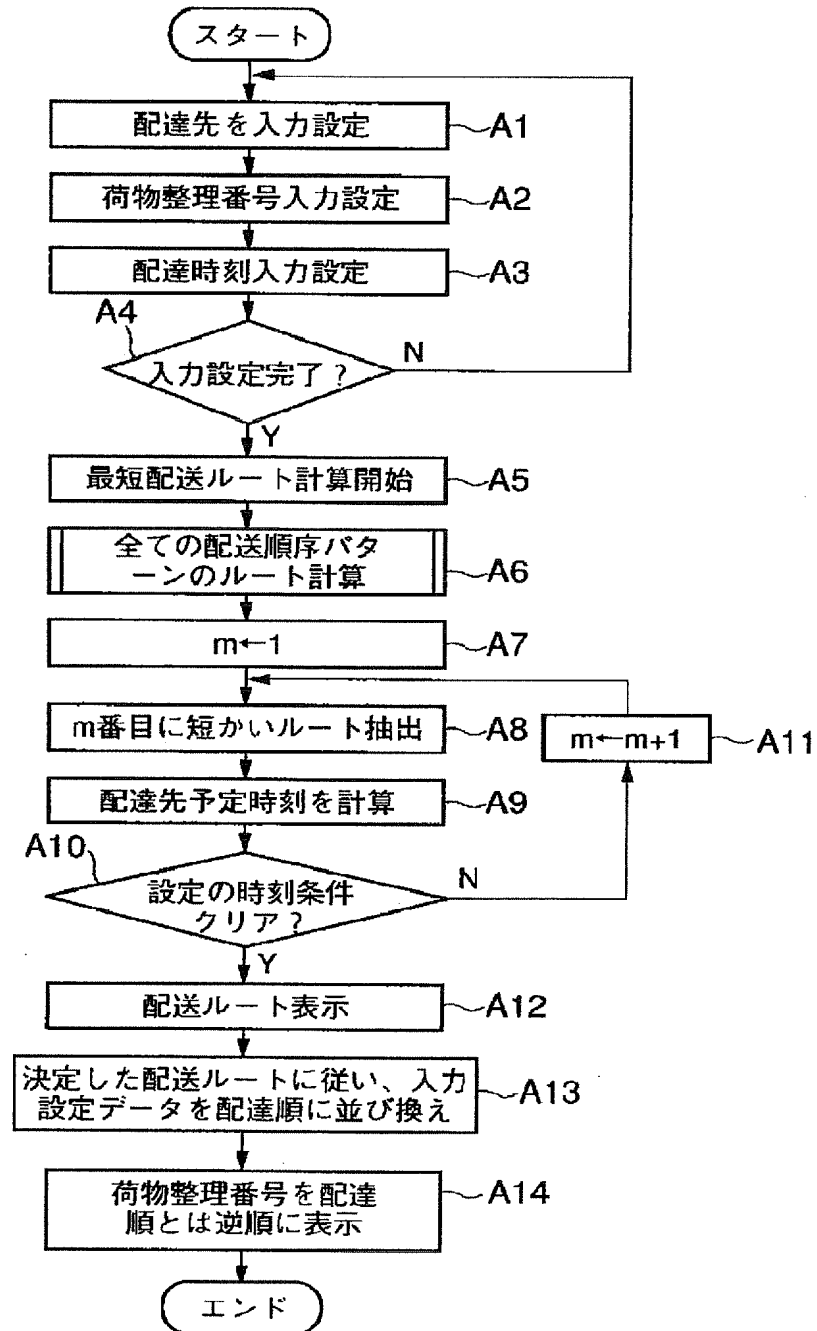 スタート
配達先を入力設定
A1
荷物整理番号入力設定
A2
配達時刻入力設定
A3
A4
入力設定完了？
N
Y
最短配送ルート計算開始
A5
全ての配送順序パタ
ーンのルート計算
A6
m←1
A7
m番目に短かいルート抽出
A8
m←m+1
A11
配達先予定時刻を計算
A9
A10
設定の時刻条件
クリア？
N
Y
配送ルート表示
A12
決定した配送ルートに従い、入力
設定データを配達順に並び換え
A13
荷物整理番号を配達
順とは逆順に表示
A14
エンド